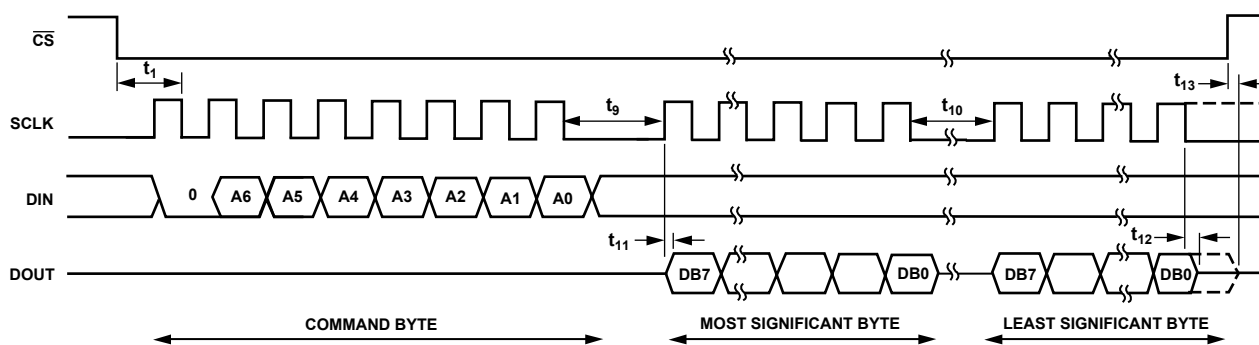 CS
t1
t13
SCLK
t9
t10
DIN
0 A6 A5 A4 A3 A2 A1 A0
t11
t12
DOUT
DB7 DB0 DB7 DB0
COMMAND BYTE MOST SIGNIFICANT BYTE LEAST SIGNIFICANT BYTE